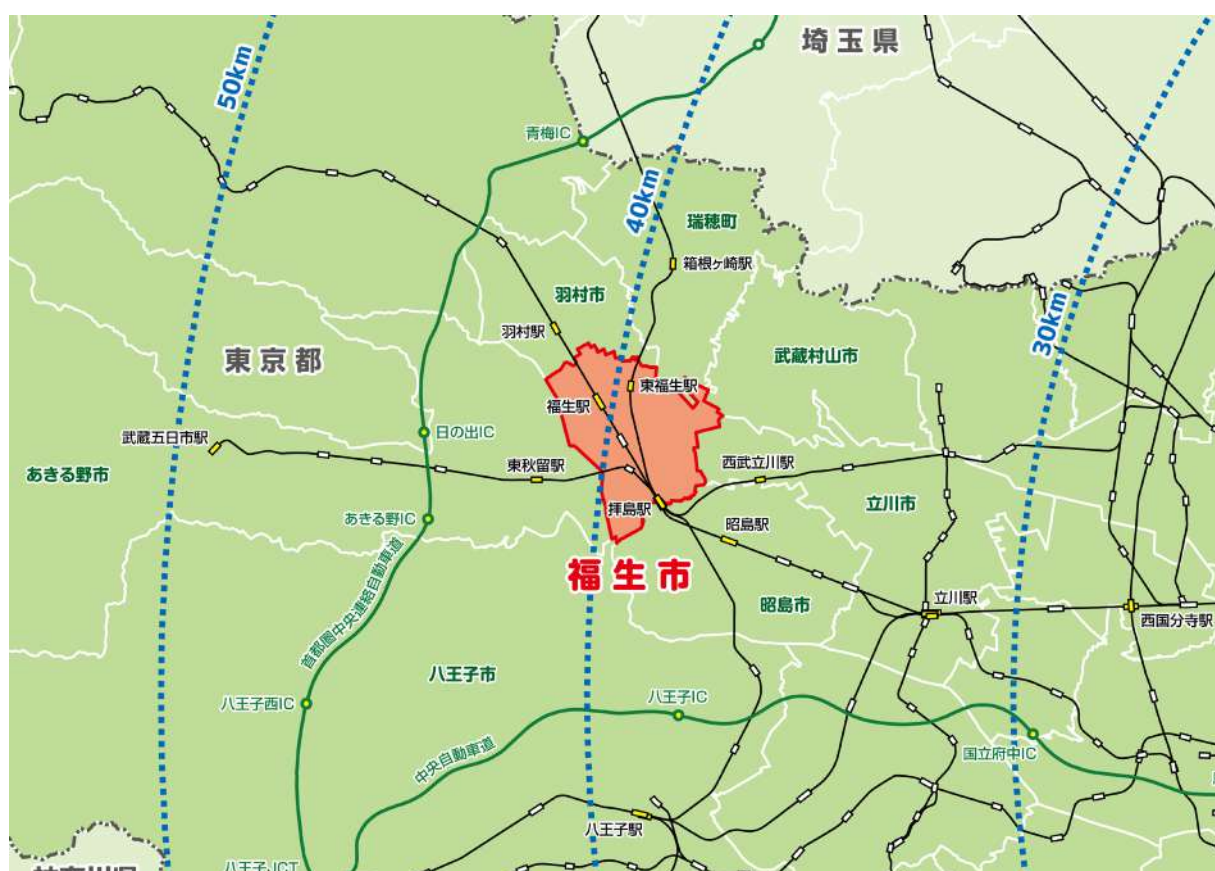 埼玉県
50km
青梅IC
40km
瑞穂町
箱根ヶ崎駅
羽村市
30km
羽村駅
東京都
武蔵村山市
東福生駅
福生駅
武蔵五日市駅
日の出IC
あきる野市
東秋留駅
西武立川駅
拝島駅
立川市
あきる野IC
昭島駅
福生市
昭島市
立川駅
西国分寺駅
首都圏中央連絡自動車道
八王子市
八王子西IC
八王子IC
中央自動車道
国立府中IC
八王子駅
八王子JCT